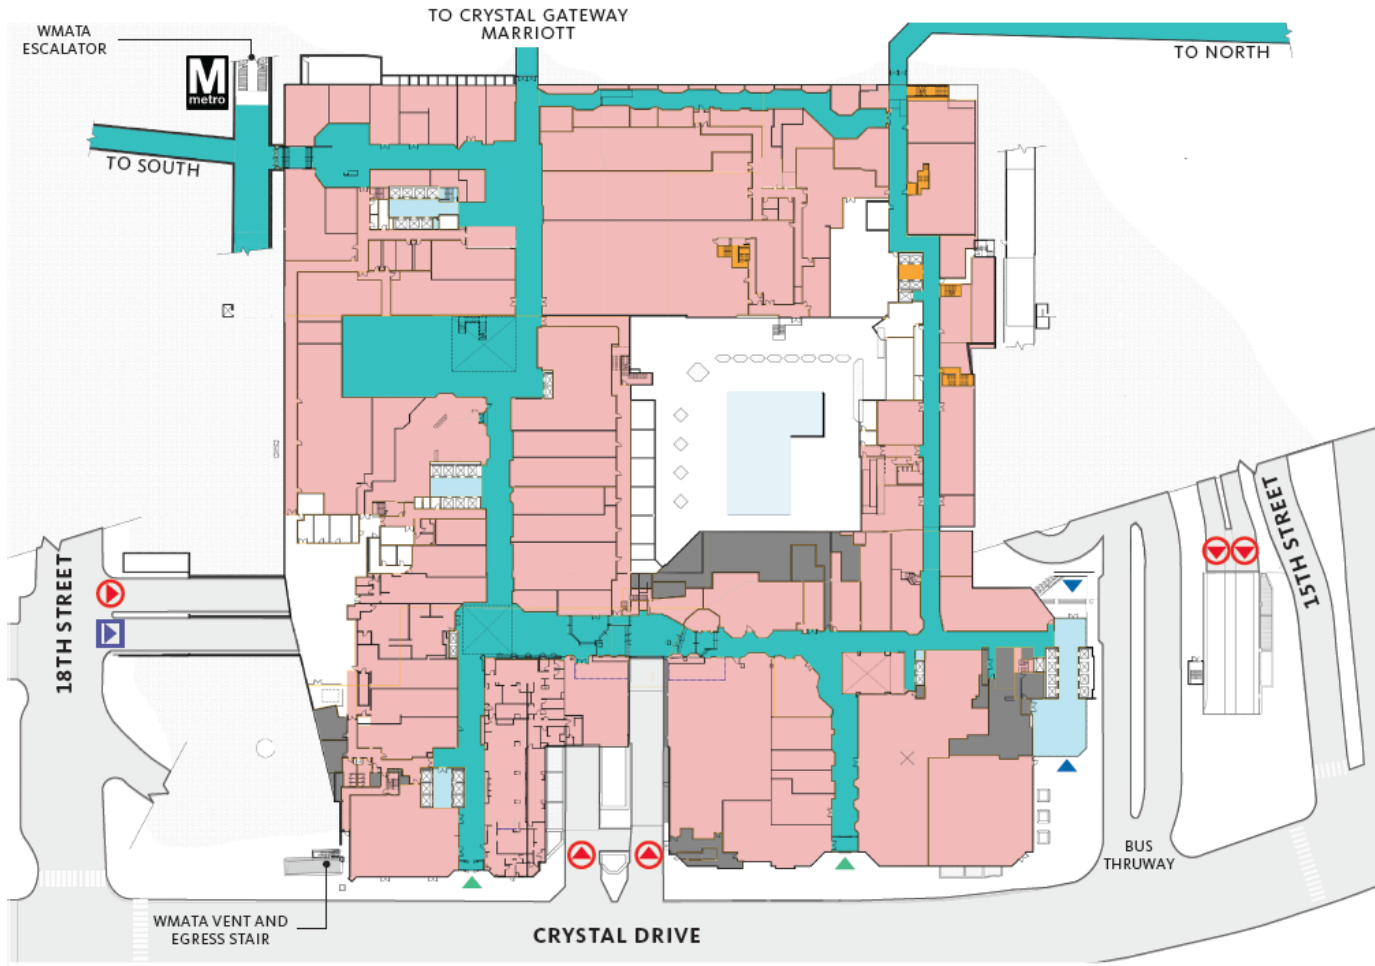 TO CRYSTAL GATEWAY
MARRIOTT
WMATA
ESCALATOR
M
metro
TO NORTH
TO SOUTH
18TH STREET
15TH STREET
BUS
THRUWAY
WMATA VENT AND
EGRESS STAIR
CRYSTAL DRIVE